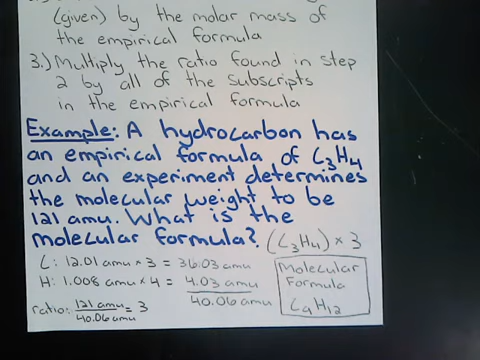 (given) by the molar mass of
the empirical formula
3.) Multiply the ratio found in step
2 by all of the subscripts
in the empirical formula
Example: A hydrocarbon has
an empirical formula of C₃H₄
and an experiment determines
the molecular weight to be
121 amu. What is the
molecular formula? (C₃H₄) × 3
C: 12.01 amu × 3 = 36.03 amu
H: 1.008 amu × 4 = 4.03 amu
40.06 amu
ratio: 121 amu / 40.06 amu = 3
Molecular
Formula
C₉H₁₂